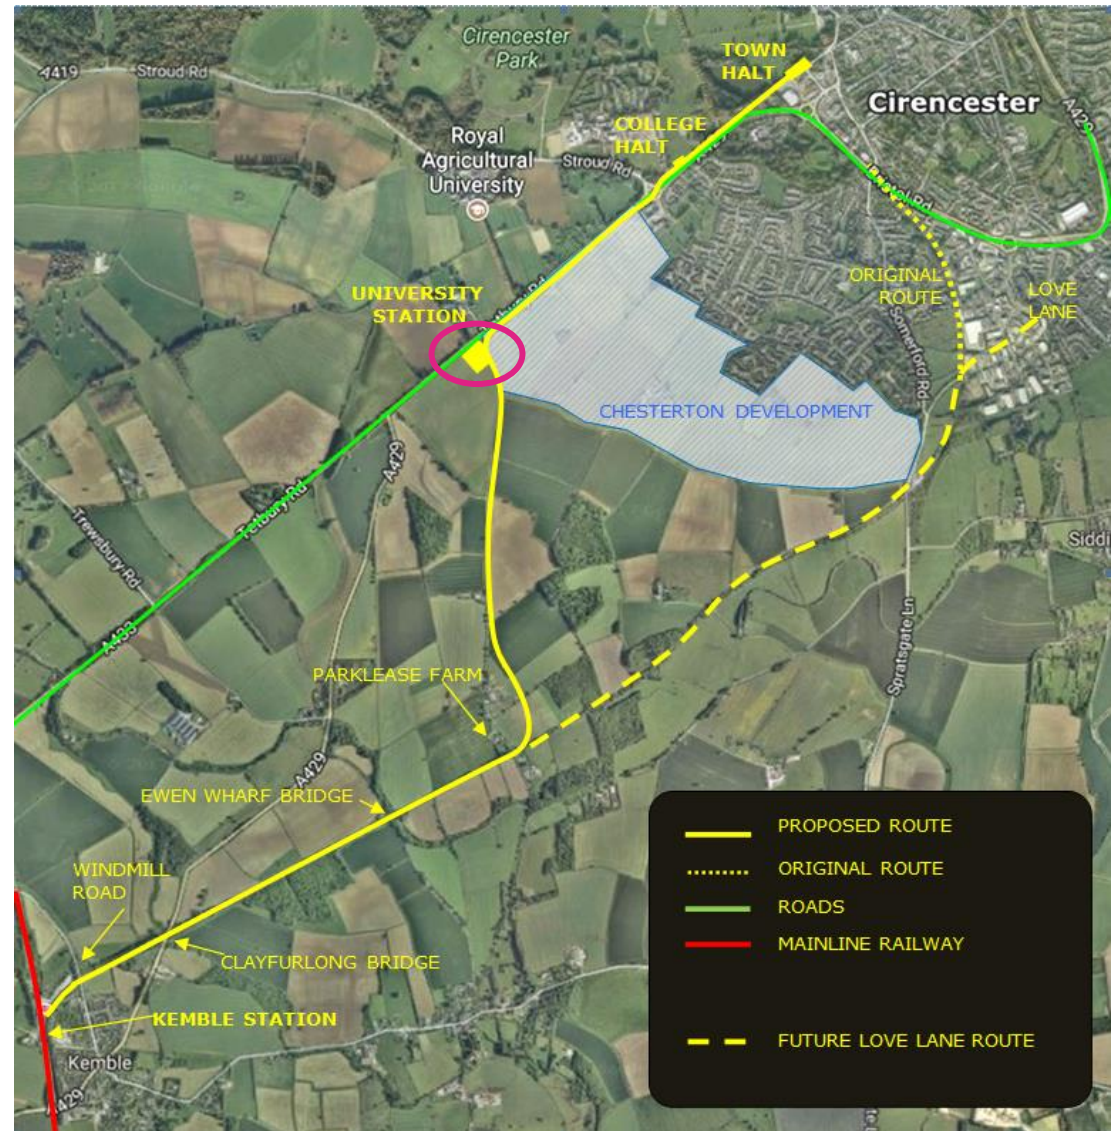 Cirencester
Park
TOWN
HALT
A419
Stroud Rd
Cirencester
A429
COLLEGE
HALT
Royal
Agricultural
University
Stroud Rd
Bristol Rd
ORIGINAL
ROUTE
LOVE
LANE
UNIVERSITY
STATION
Somerford Rd
CHESTERTON DEVELOPMENT
A429
Tetbury Rd
Trewsbury Rd
Siddi
A433
Spratsgate Ln
PARKLEASE FARM
A429
EWEN WHARF BRIDGE
WINDMILL
ROAD
CLAYFURLONG BRIDGE
KEMBLE STATION
Kemble
A429
PROPOSED ROUTE
ORIGINAL ROUTE
ROADS
MAINLINE RAILWAY
FUTURE LOVE LANE ROUTE